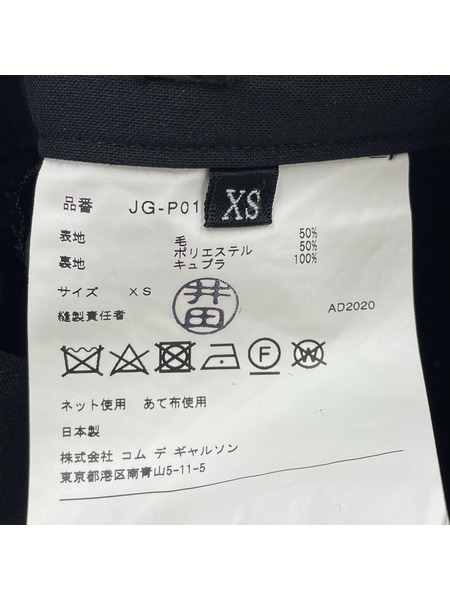 XS
品番 JG-P01
表地 毛 50%
ポリエステル 50%
裏地 キュプラ 100%
サイズ XS
井田
縫製責任者
AD2020
F
W
ネット使用 あて布使用
日本製
株式会社 コム デ ギャルソン
東京都港区南青山5-11-5